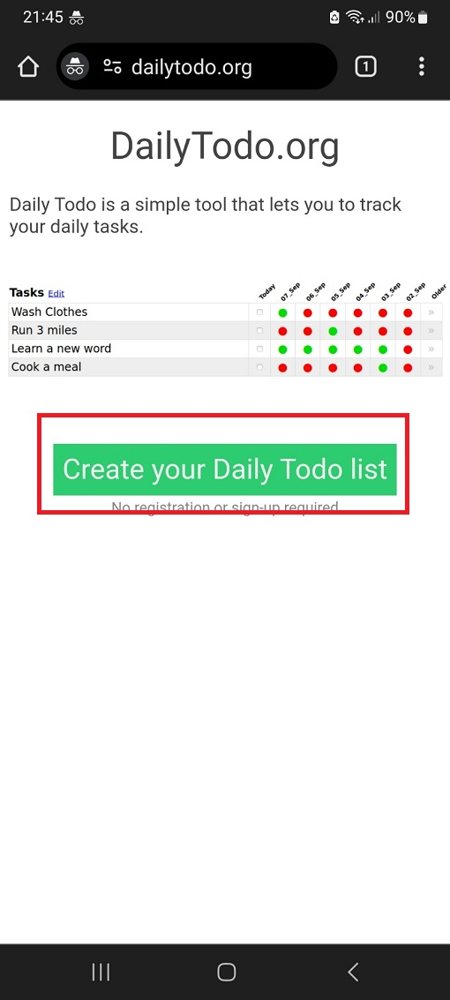 21:45 90%
dailytodo.org 1
DailyTodo.org
Daily Todo is a simple tool that lets you to track
your daily tasks.
Tasks Edit Today 07_Sep 06_Sep 05_Sep 04_Sep 03_Sep 02_Sep Older
Wash Clothes »
Run 3 miles »
Learn a new word »
Cook a meal »
Create your Daily Todo list
No registration or sign-up required